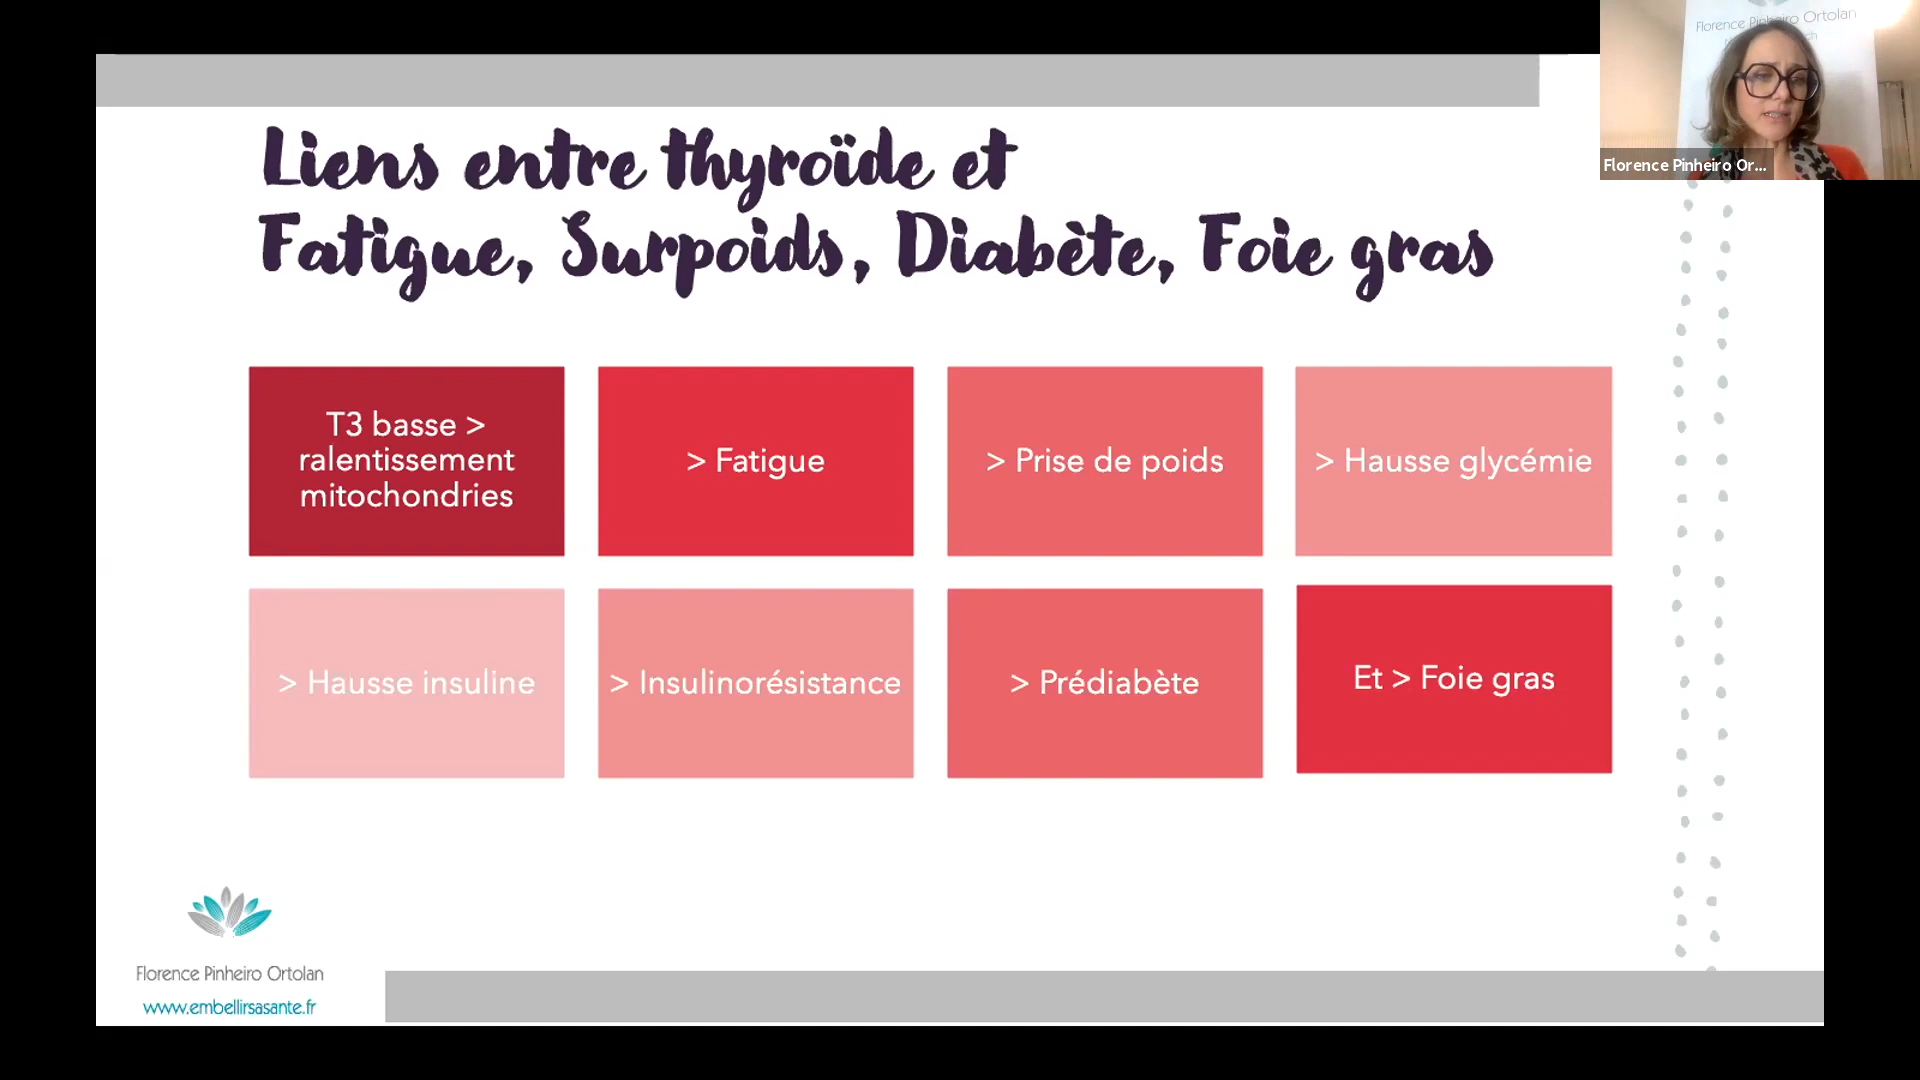 Liens entre thyroïde et
Fatigue, Surpoids, Diabète, Foie gras
T3 basse >
ralentissement
mitochondries
> Fatigue
> Prise de poids
> Hausse glycémie
> Hausse insuline
> Insulinorésistance
> Prédiabète
Et > Foie gras
Florence Pinheiro Ortolan
www.embellirsasante.fr
Florence Pinheiro Ortolan
Florence Pinheiro Or...